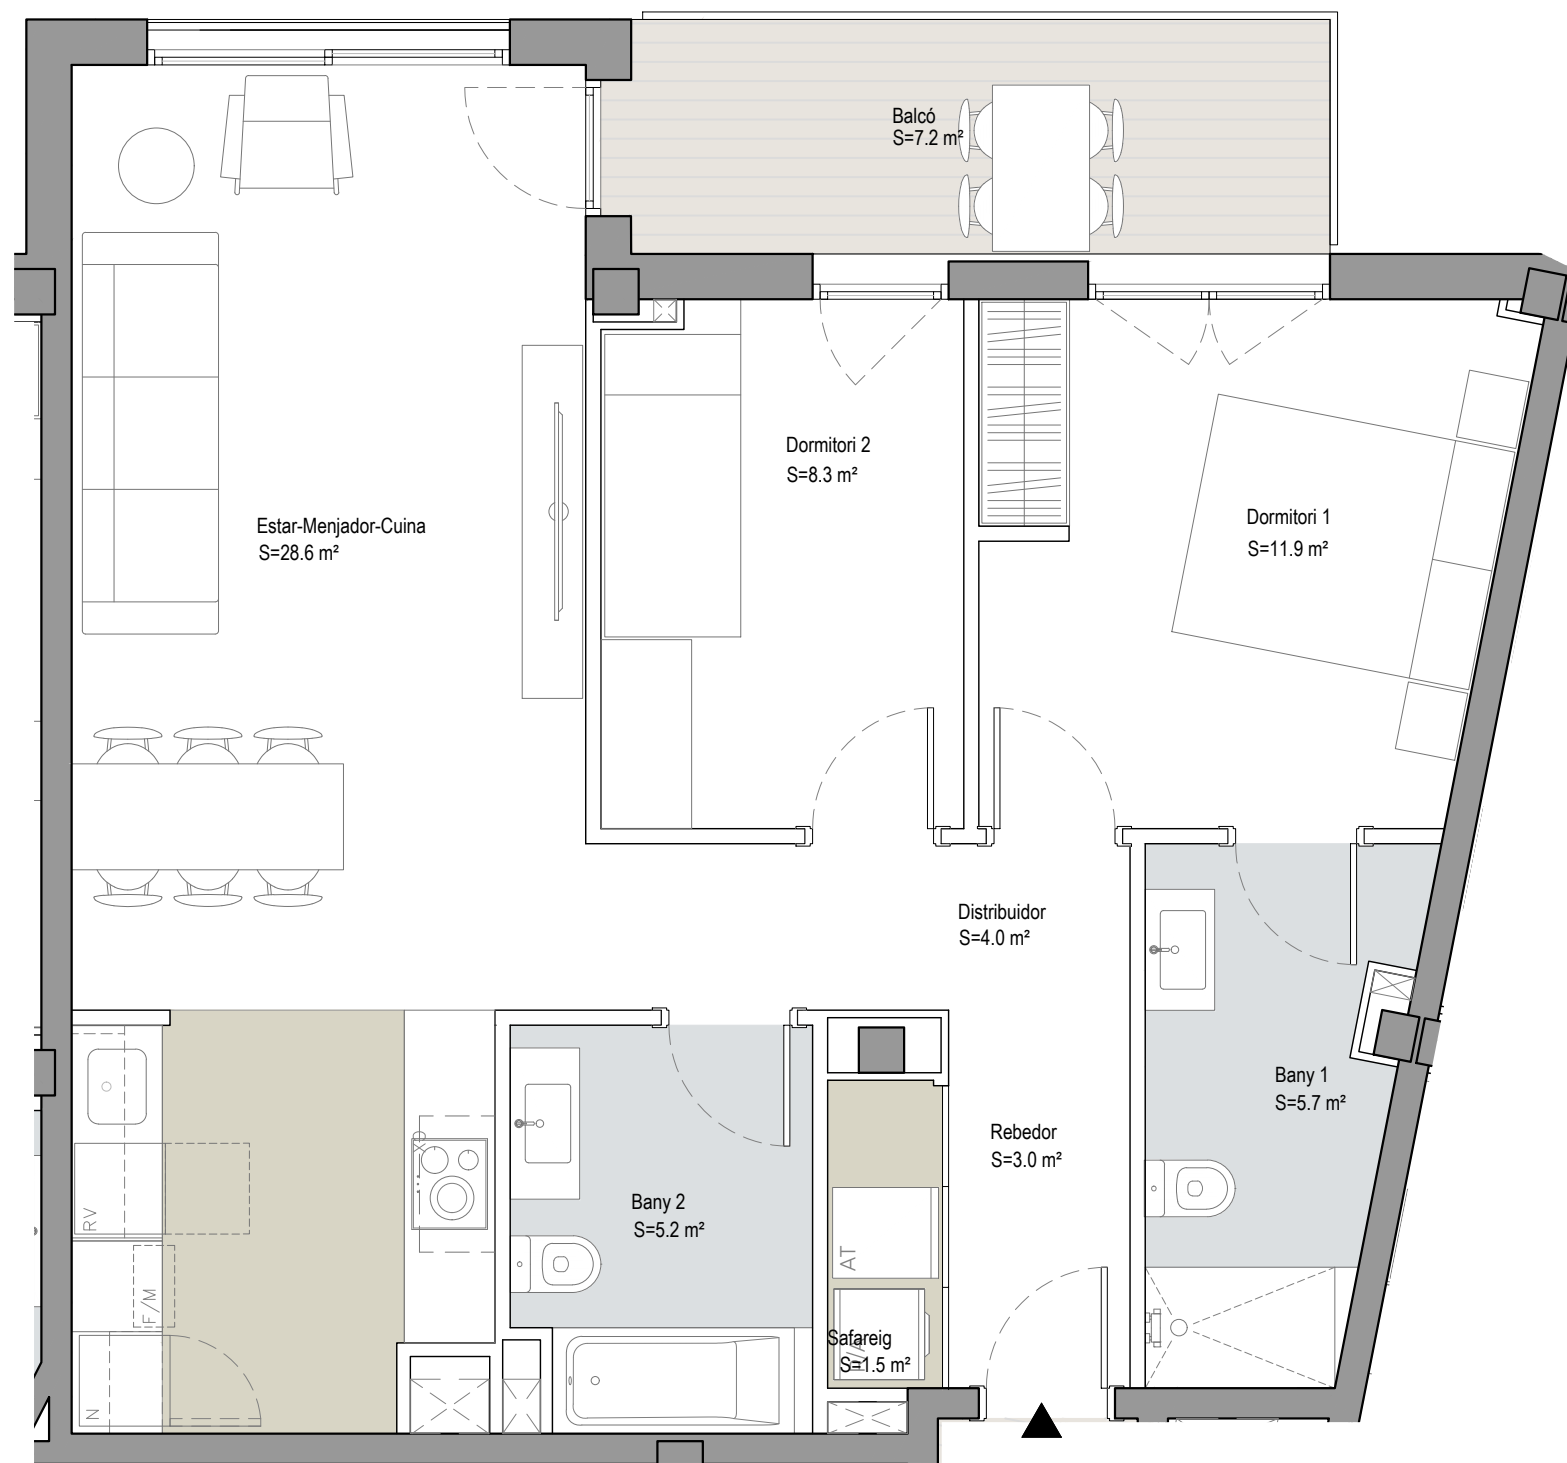 Balcó
S=7.2 m²
Dormitori 2
S=8.3 m²
Estar-Menjador-Cuina
S=28.6 m²
Dormitori 1
S=11.9 m²
Distribuidor
S=4.0 m²
Bany 1
S=5.7 m²
Rebedor
S=3.0 m²
Bany 2
S=5.2 m²
XP
RV
AT
F/M
Safareig
S=1.5 m²
N